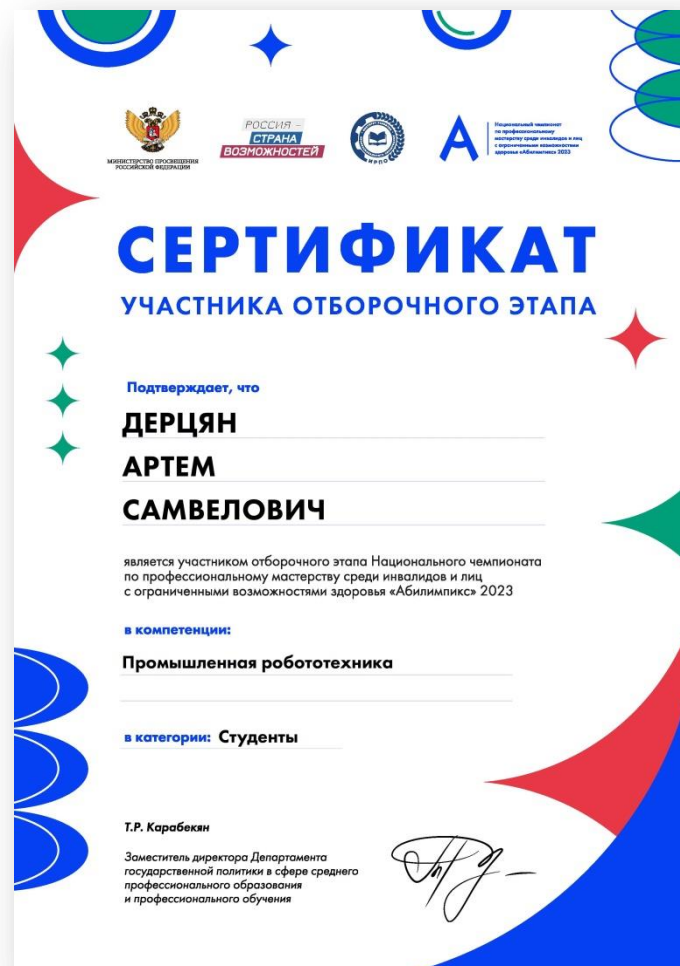 МИНИСТЕРСТВО ПРОСВЕЩЕНИЯ
РОССИЙСКОЙ ФЕДЕРАЦИИ
РОССИЯ –
СТРАНА
ВОЗМОЖНОСТЕЙ
ИРПО
А
Национальный чемпионат
по профессиональному
мастерству среди инвалидов и лиц
с ограниченными возможностями
здоровья «Абилимпикс» 2023
СЕРТИФИКАТ
УЧАСТНИКА ОТБОРОЧНОГО ЭТАПА
Подтверждает, что
ДЕРЦЯН
АРТЕМ
САМВЕЛОВИЧ
является участником отборочного этапа Национального чемпионата
по профессиональному мастерству среди инвалидов и лиц
с ограниченными возможностями здоровья «Абилимпикс» 2023
в компетенции:
Промышленная робототехника
в категории: Студенты
Т.Р. Карабекян
Заместитель директора Департамента
государственной политики в сфере среднего
профессионального образования
и профессионального обучения